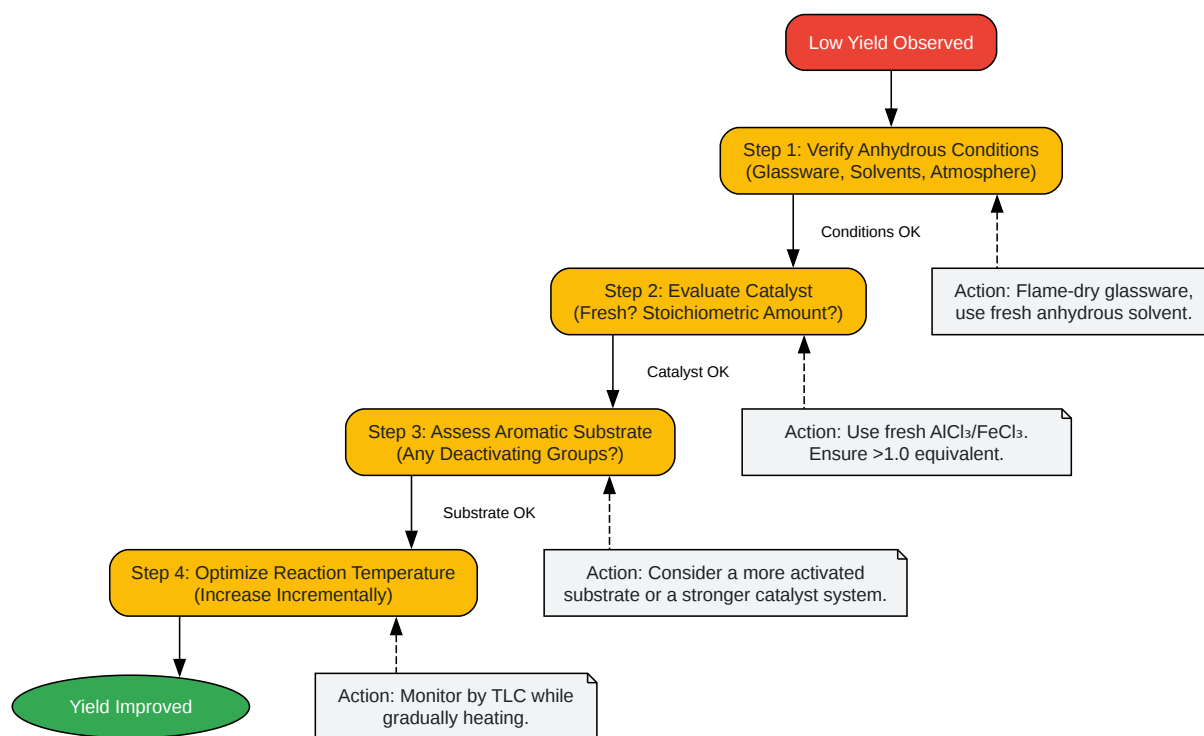 Low Yield Observed
Step 1: Verify Anhydrous Conditions
(Glassware, Solvents, Atmosphere)
Conditions OK
Action: Flame-dry glassware,
use fresh anhydrous solvent.
Step 2: Evaluate Catalyst
(Fresh? Stoichiometric Amount?)
Catalyst OK
Action: Use fresh AlCl₃/FeCl₃.
Ensure >1.0 equivalent.
Step 3: Assess Aromatic Substrate
(Any Deactivating Groups?)
Substrate OK
Action: Consider a more activated
substrate or a stronger catalyst system.
Step 4: Optimize Reaction Temperature
(Increase Incrementally)
Action: Monitor by TLC while
gradually heating.
Yield Improved